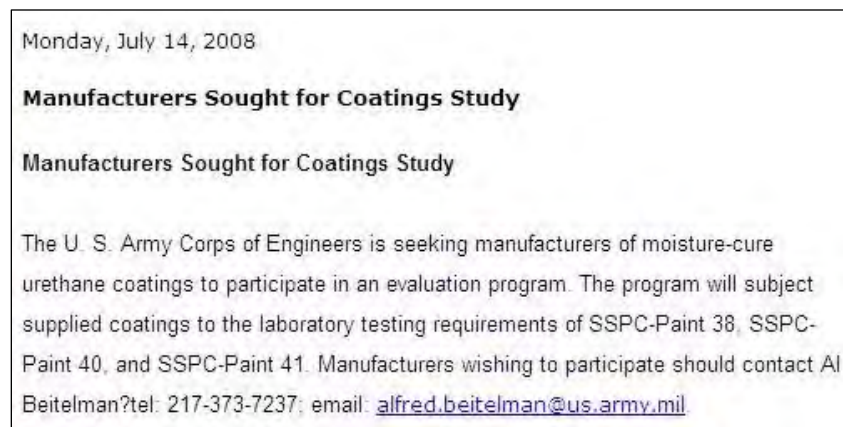 Monday, July 14, 2008
Manufacturers Sought for Coatings Study
Manufacturers Sought for Coatings Study
The U. S. Army Corps of Engineers is seeking manufacturers of moisture-cure
urethane coatings to participate in an evaluation program. The program will subject
supplied coatings to the laboratory testing requirements of SSPC-Paint 38, SSPC-
Paint 40, and SSPC-Paint 41. Manufacturers wishing to participate should contact Al
Beitelman?tel: 217-373-7237; email: alfred.beitelman@us.army.mil